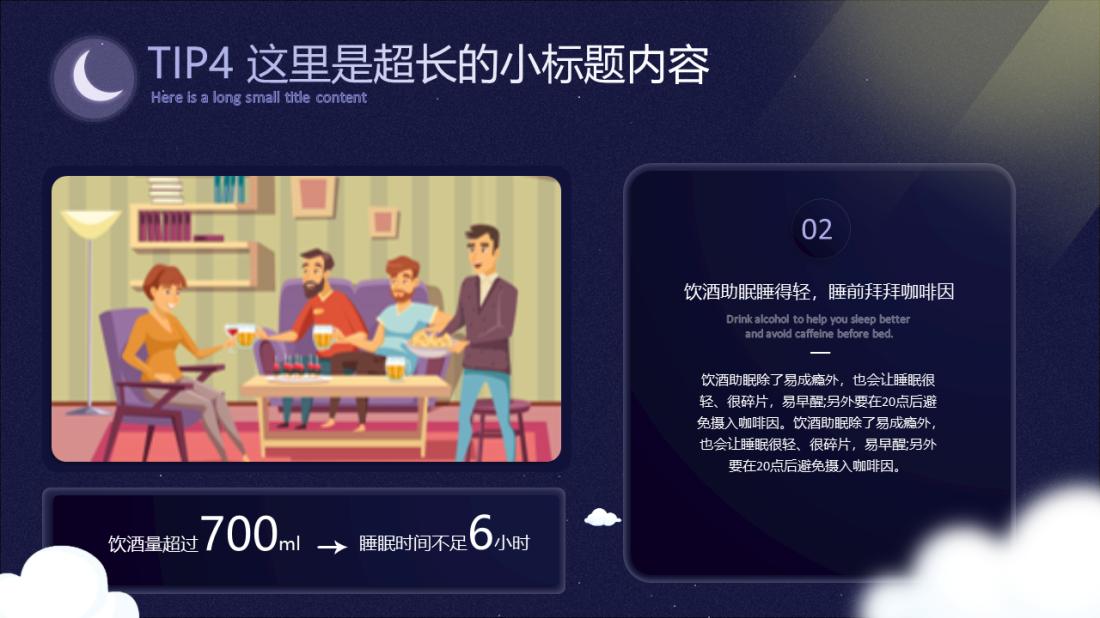 TIP4 这里是超长的小标题内容
Here is a long small title content
02
饮酒助眠睡得轻，睡前拜拜咖啡因
Drink alcohol to help you sleep better
and avoid caffeine before bed.
饮酒助眠除了易成瘾外，也会让睡眠很
轻、很碎片，易早醒;另外要在20点后避
免摄入咖啡因。饮酒助眠除了易成瘾外，
也会让睡眠很轻、很碎片，易早醒;另外
要在20点后避免摄入咖啡因。
饮酒量超过700ml → 睡眠时间不足6小时